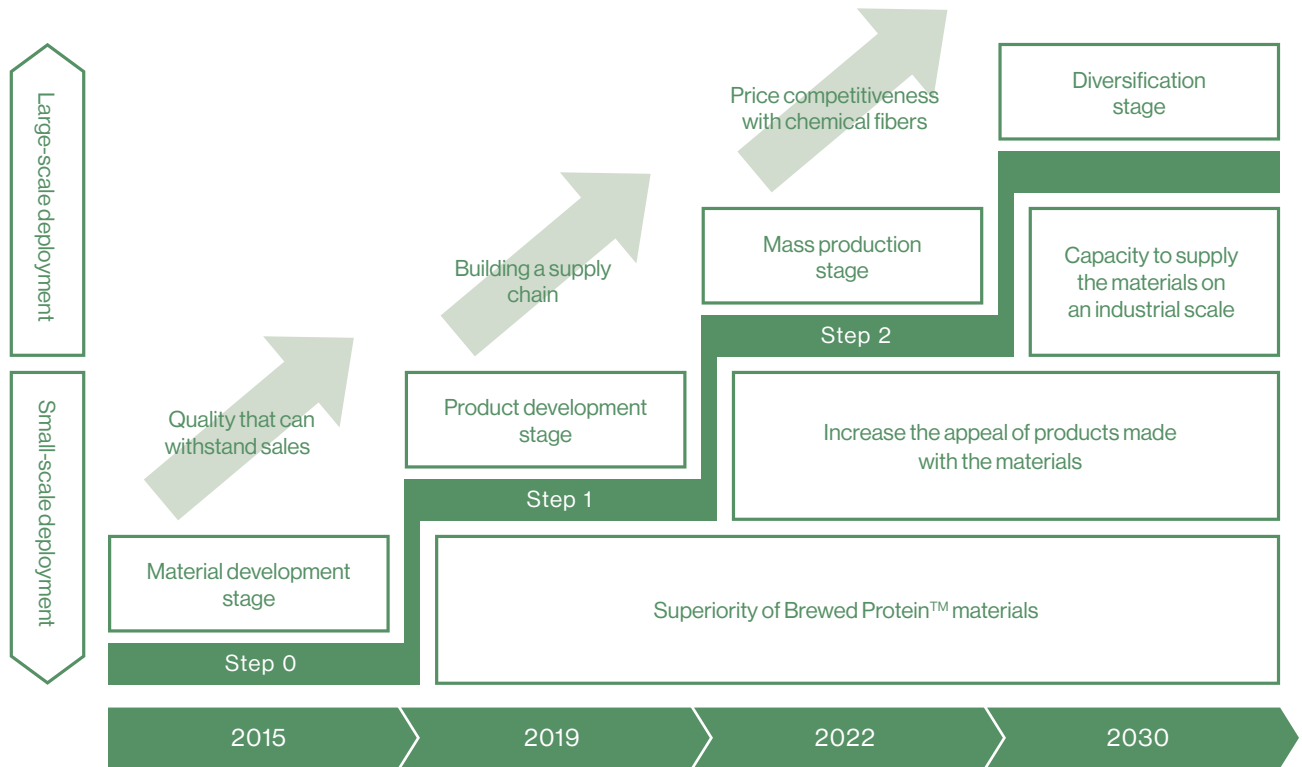 Large-scale deployment
Small-scale deployment
Price competitiveness
with chemical fibers
Diversification
stage
Building a supply
chain
Mass production
stage
Capacity to supply
the materials on
an industrial scale
Step 2
Quality that can
withstand sales
Product development
stage
Increase the appeal of products made
with the materials
Step 1
Material development
stage
Superiority of Brewed Protein™ materials
Step 0
2015
2019
2022
2030